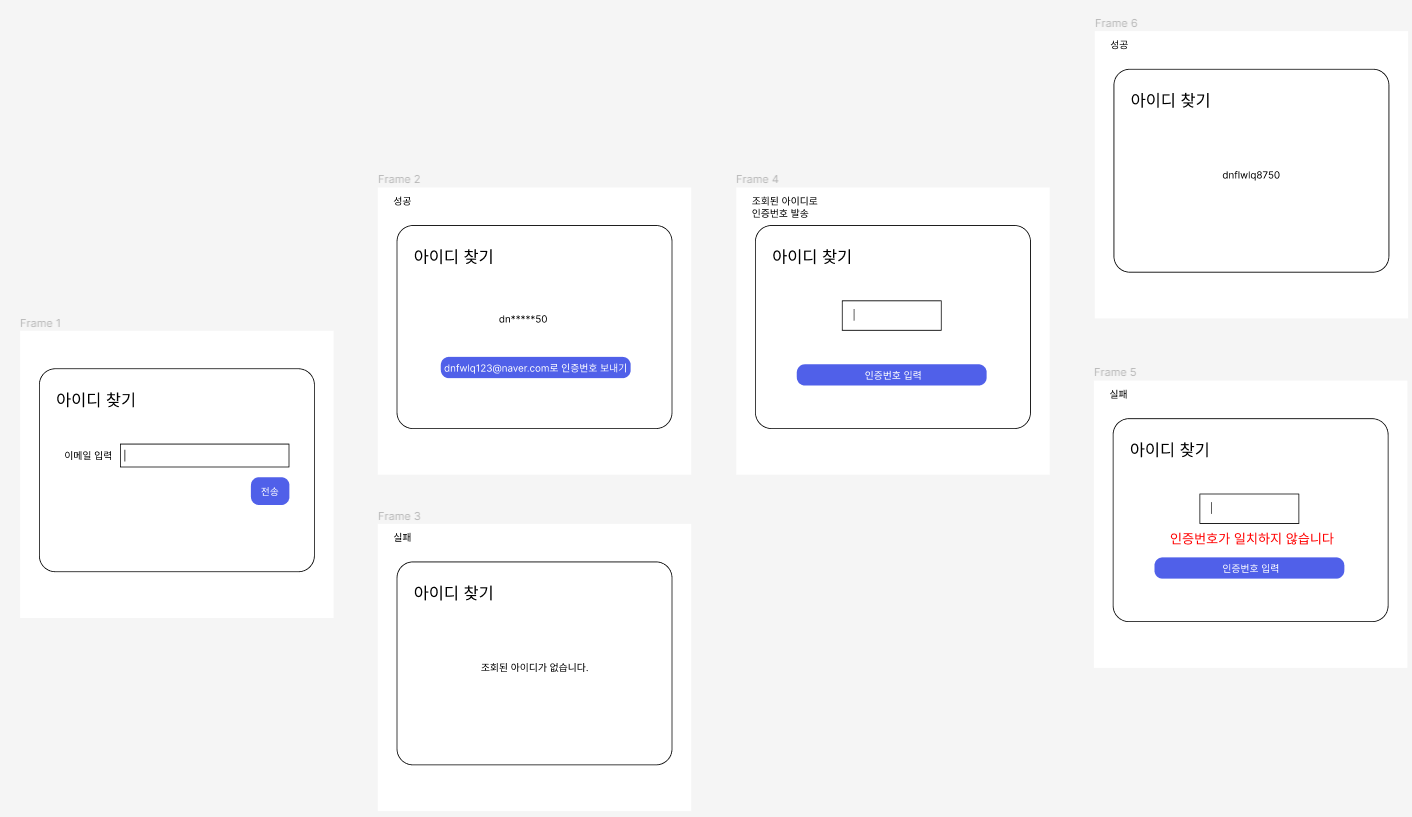 Frame 1
아이디 찾기
이메일 입력
전송
Frame 2
성공
아이디 찾기
dn*****50
dnfwlq123@naver.com로 인증번호 보내기
Frame 3
실패
아이디 찾기
조회된 아이디가 없습니다.
Frame 4
조회된 아이디로
인증번호 발송
아이디 찾기
인증번호 입력
Frame 6
성공
아이디 찾기
dnflwlq8750
Frame 5
실패
아이디 찾기
인증번호가 일치하지 않습니다
인증번호 입력